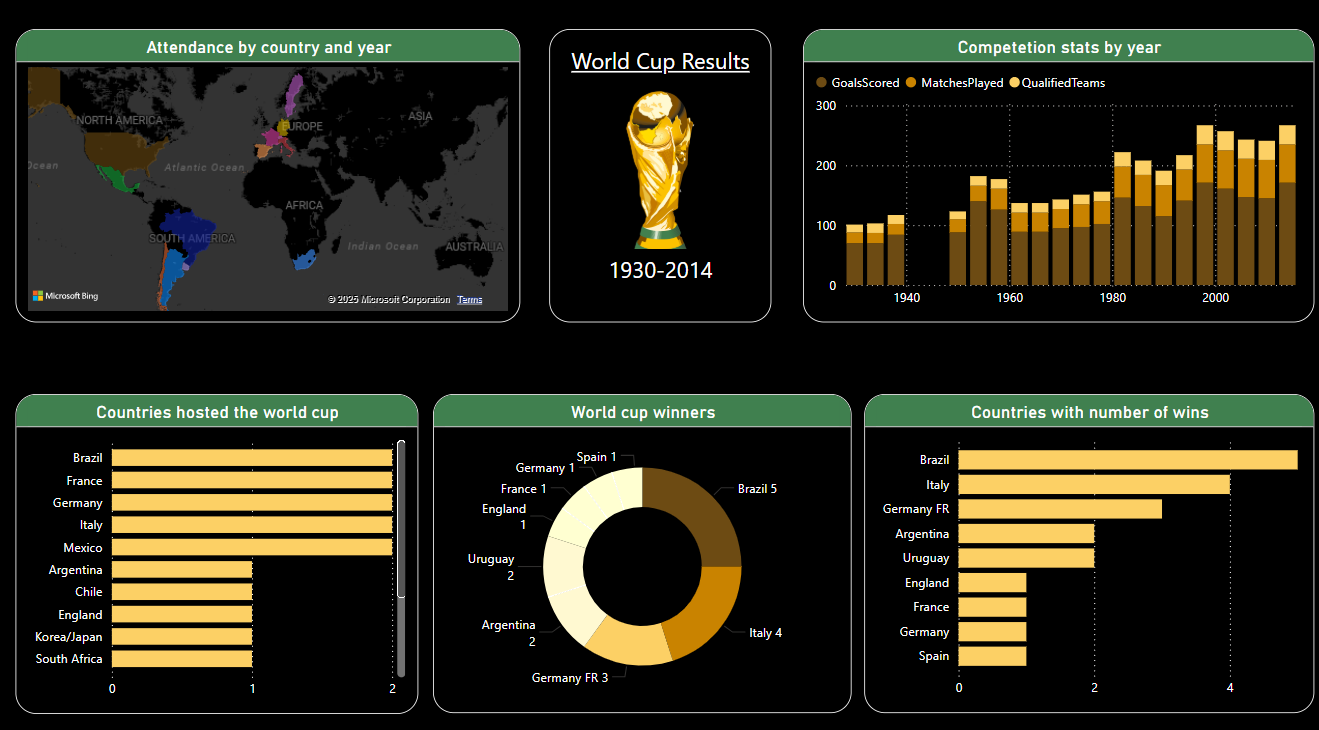 Attendance by country and year
NORTH AMERICA
EUROPE
ASIA
Ocean
Atlantic Ocean
AFRICA
SOUTH AMERICA
Indian Ocean
AUSTRALIA
Microsoft Bing
© 2025 Microsoft Corporation Terms
World Cup Results
1930-2014
Competetion stats by year
GoalsScored MatchesPlayed QualifiedTeams
300
200
100
0
1940 1960 1980 2000
Countries hosted the world cup
Brazil
France
Germany
Italy
Mexico
Argentina
Chile
England
Korea/Japan
South Africa
0 1 2
World cup winners
Spain 1
Germany 1
France 1
England
1
Uruguay
2
Argentina
2
Germany FR 3
Brazil 5
Italy 4
Countries with number of wins
Brazil
Italy
Germany FR
Argentina
Uruguay
England
France
Germany
Spain
0 2 4